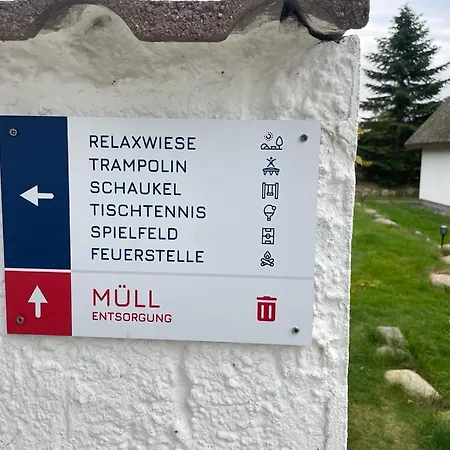 RELAXWIESE
TRAMPOLIN
SCHAUKEL
TISCHTENNIS
SPIELFELD
FEUERSTELLE
MÜLL
ENTSORGUNG